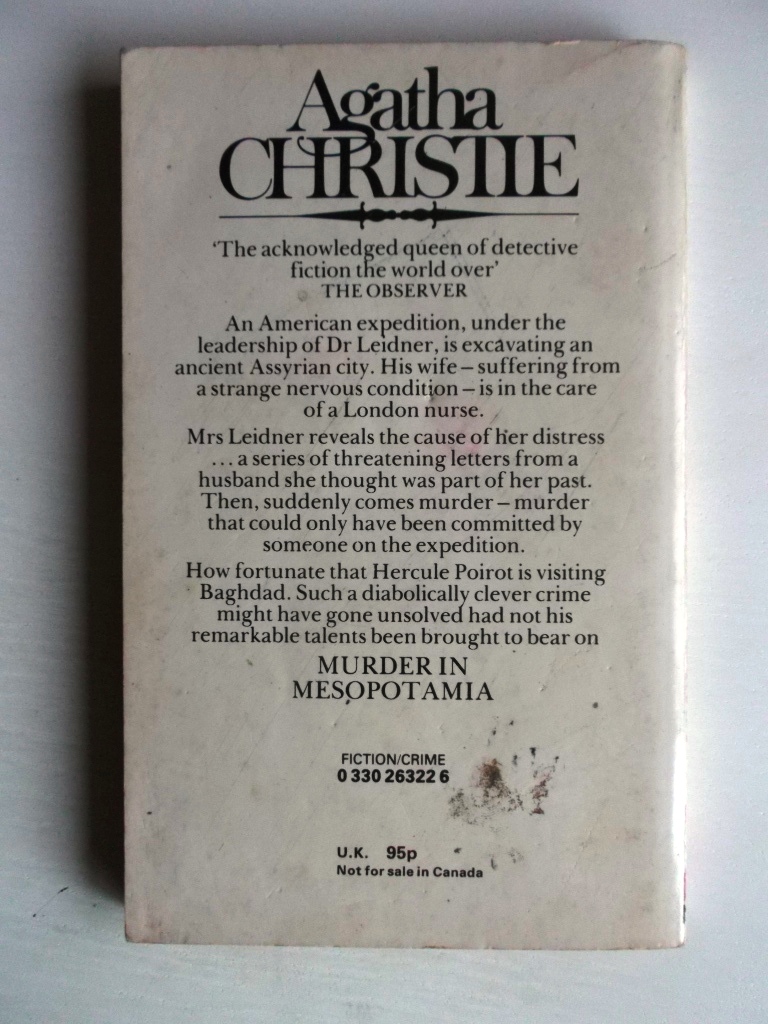 Agatha
CHRISTIE
‘The acknowledged queen of detective
fiction the world over’
THE OBSERVER
An American expedition, under the
leadership of Dr Leidner, is excavating an
ancient Assyrian city. His wife – suffering from
a strange nervous condition – is in the care
of a London nurse.
Mrs Leidner reveals the cause of her distress
... a series of threatening letters from a
husband she thought was part of her past.
Then, suddenly comes murder – murder
that could only have been committed by
someone on the expedition.
How fortunate that Hercule Poirot is visiting
Baghdad. Such a diabolically clever crime
might have gone unsolved had not his
remarkable talents been brought to bear on
MURDER IN
MESOPOTAMIA
FICTION/CRIME
0 330 26322 6
U.K. 95p
Not for sale in Canada